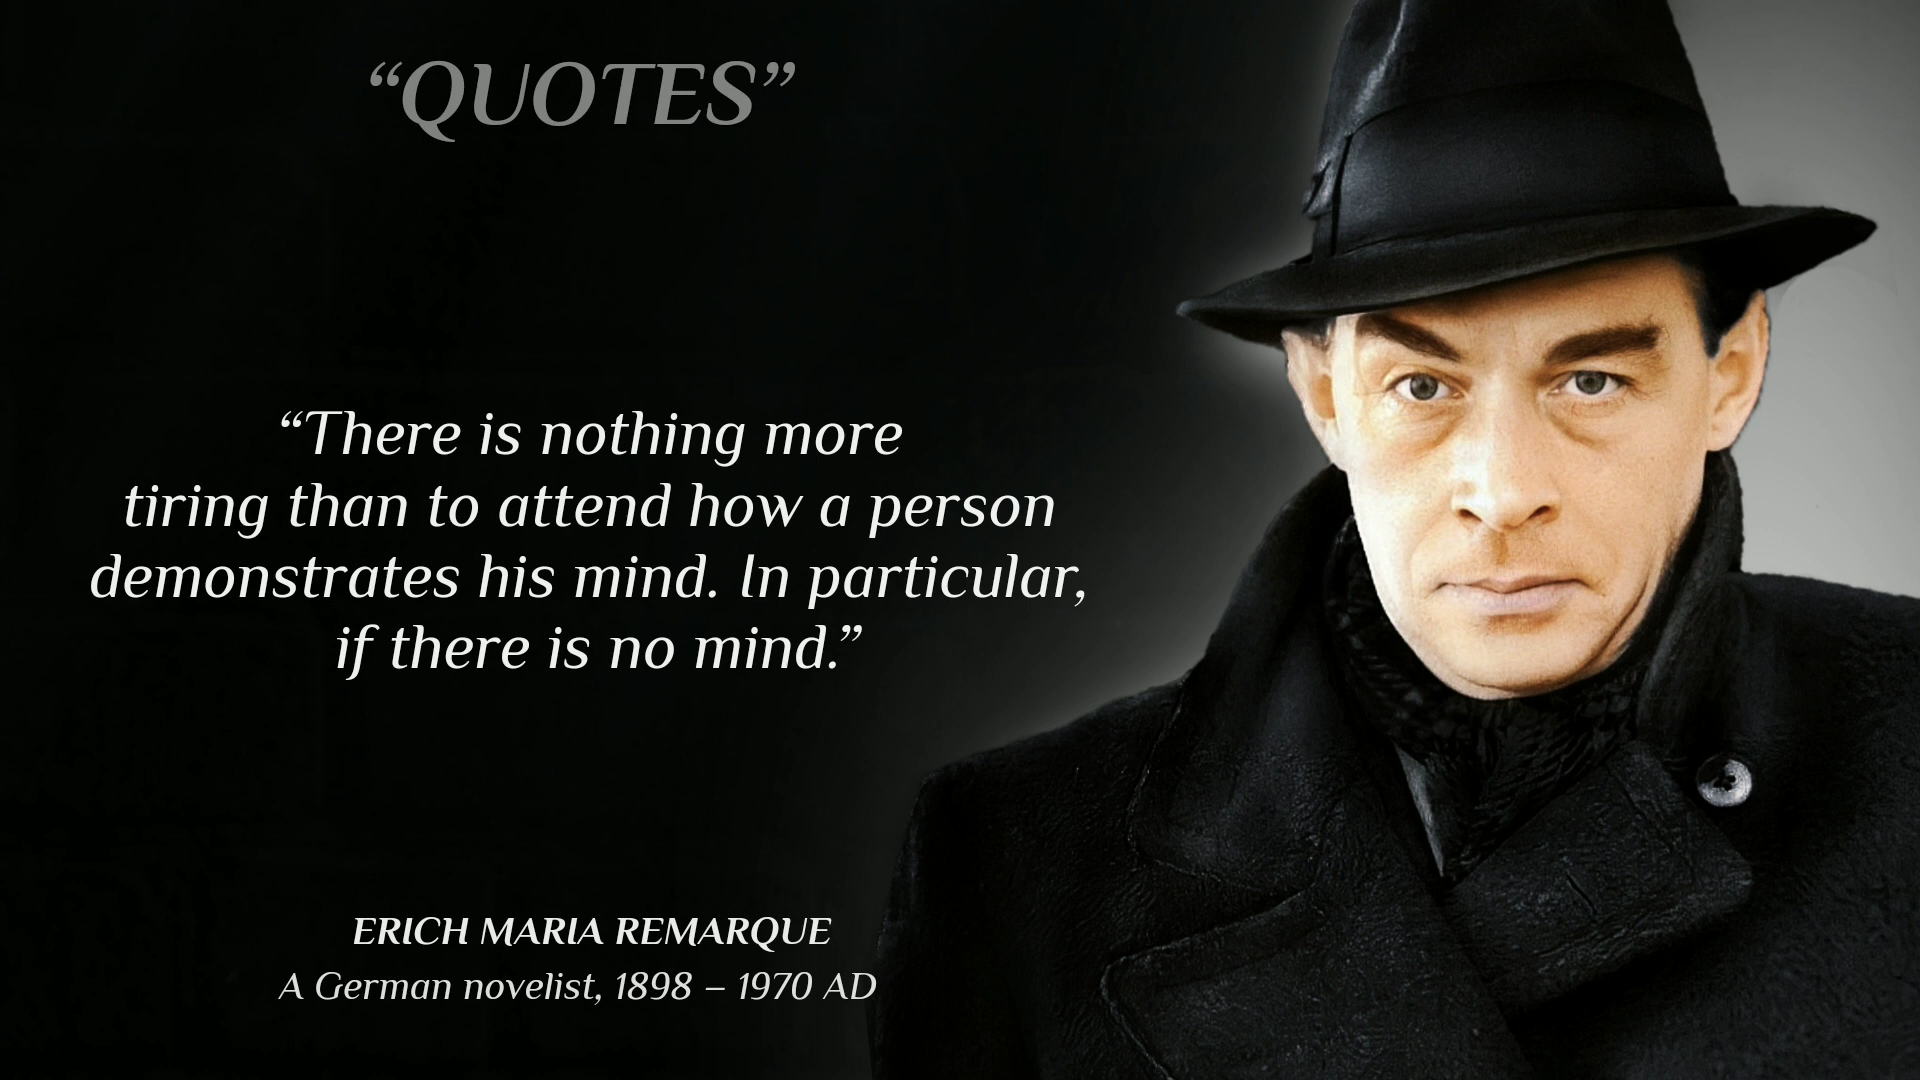 “QUOTES”
“There is nothing more
tiring than to attend how a person
demonstrates his mind. In particular,
if there is no mind.”
ERICH MARIA REMARQUE
A German novelist, 1898 – 1970 AD